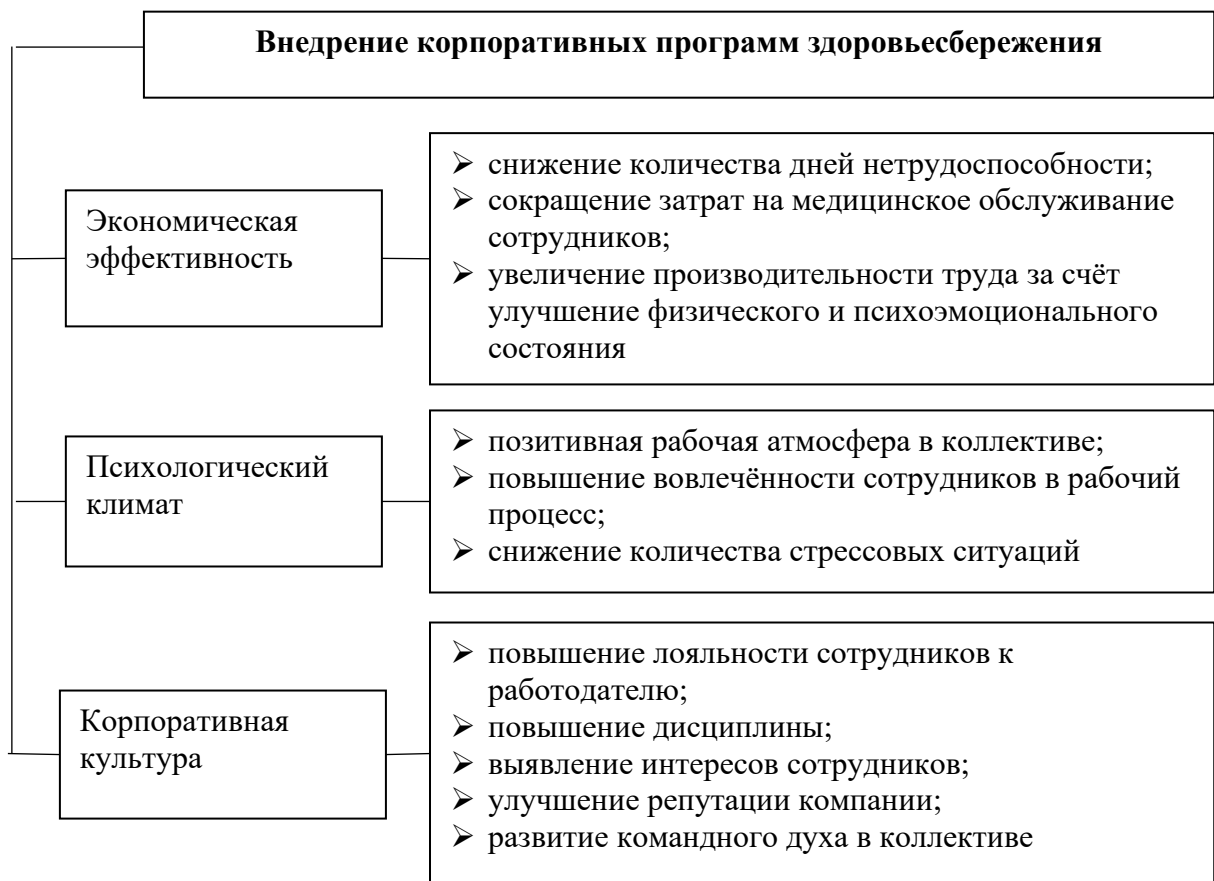 Внедрение корпоративных программ здоровьесбережения
Экономическая
эффективность
➢ снижение количества дней нетрудоспособности;
➢ сокращение затрат на медицинское обслуживание
сотрудников;
➢ увеличение производительности труда за счёт
улучшение физического и психоэмоционального
состояния
Психологический
климат
➢ позитивная рабочая атмосфера в коллективе;
➢ повышение вовлечённости сотрудников в рабочий
процесс;
➢ снижение количества стрессовых ситуаций
Корпоративная
культура
➢ повышение лояльности сотрудников к
работодателю;
➢ повышение дисциплины;
➢ выявление интересов сотрудников;
➢ улучшение репутации компании;
➢ развитие командного духа в коллективе